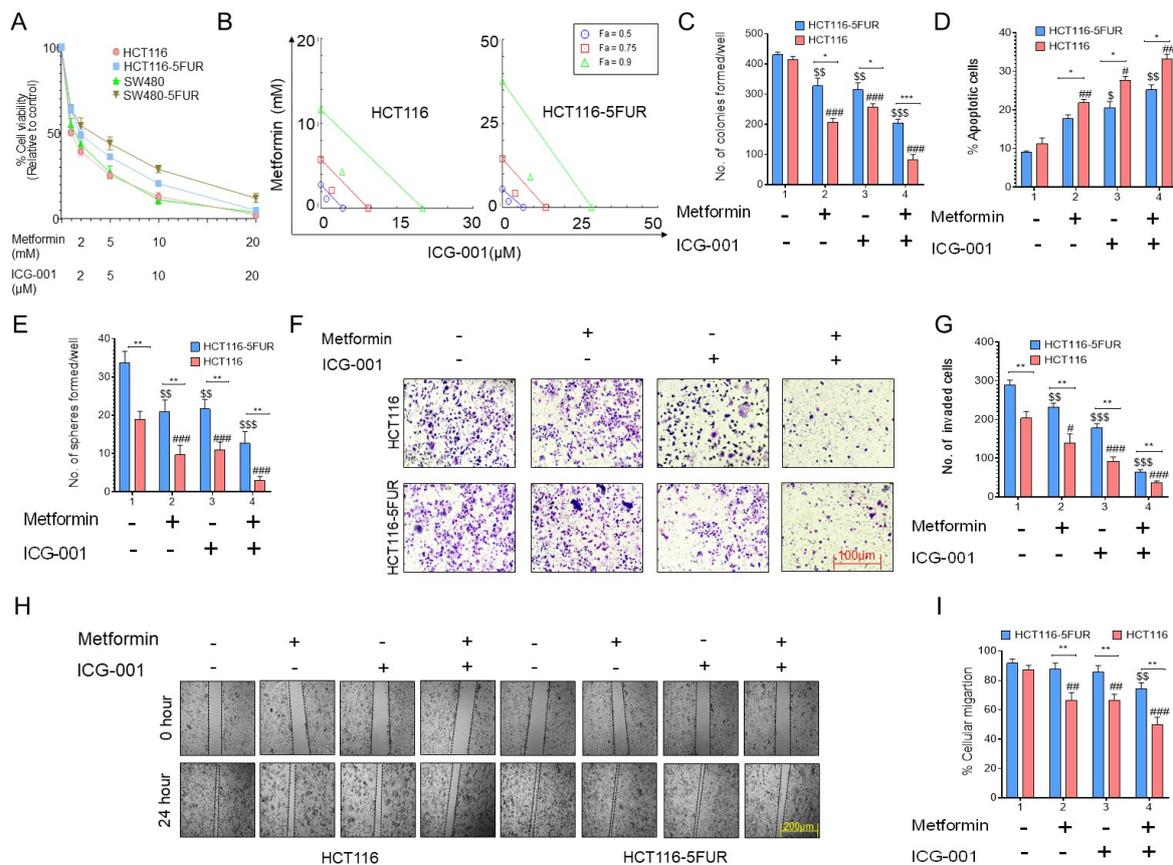 A
100
50
0
% Cell viability
(Relative to control)
HCT116
HCT116-5FUR
SW480
SW480-5FUR
Metformin
(mM)
2 5 10 20
ICG-001
(µM)
2 5 10 20
B
20
10
0
0 15 30
Metformin (mM)
HCT116
50
25
0
0 25 50
HCT116-5FUR
Fa = 0.5
Fa = 0.75
Fa = 0.9
ICG-001(µM)
C
HCT116-5FUR
HCT116
500
400
300
200
100
0
No. of colonies formed/well
* * ***
$$ $$ $$$
### ### ###
1 2 3 4
Metformin - + - +
ICG-001 - - + +
D
HCT116-5FUR
HCT116
40
30
20
10
0
% Apoptotic cells
* * *
## # ##
$ $$
1 2 3 4
Metformin - + - +
ICG-001 - - + +
E
HCT116-5FUR
HCT116
40
30
20
10
0
No. of spheres formed/well
** ** ** **
$$ $$ $$$
### ### ###
1 2 3 4
Metformin - + - +
ICG-001 - - + +
F
Metformin - + - +
ICG-001 - - + +
HCT116
HCT116-5FUR
100µm
G
HCT116-5FUR
HCT116
400
300
200
100
0
No. of invaded cells
** ** ** **
$$ $$$ $$$
# ### ###
1 2 3 4
Metformin - + - +
ICG-001 - - + +
H
Metformin - + - + - + - +
ICG-001 - - + + - - + +
0 hour
24 hour
200µm
HCT116 HCT116-5FUR
I
HCT116-5FUR HCT116
100
80
60
40
20
0
% Cellular migartion
** ** **
$$
## ## ###
1 2 3 4
Metformin - + - +
ICG-001 - - + +